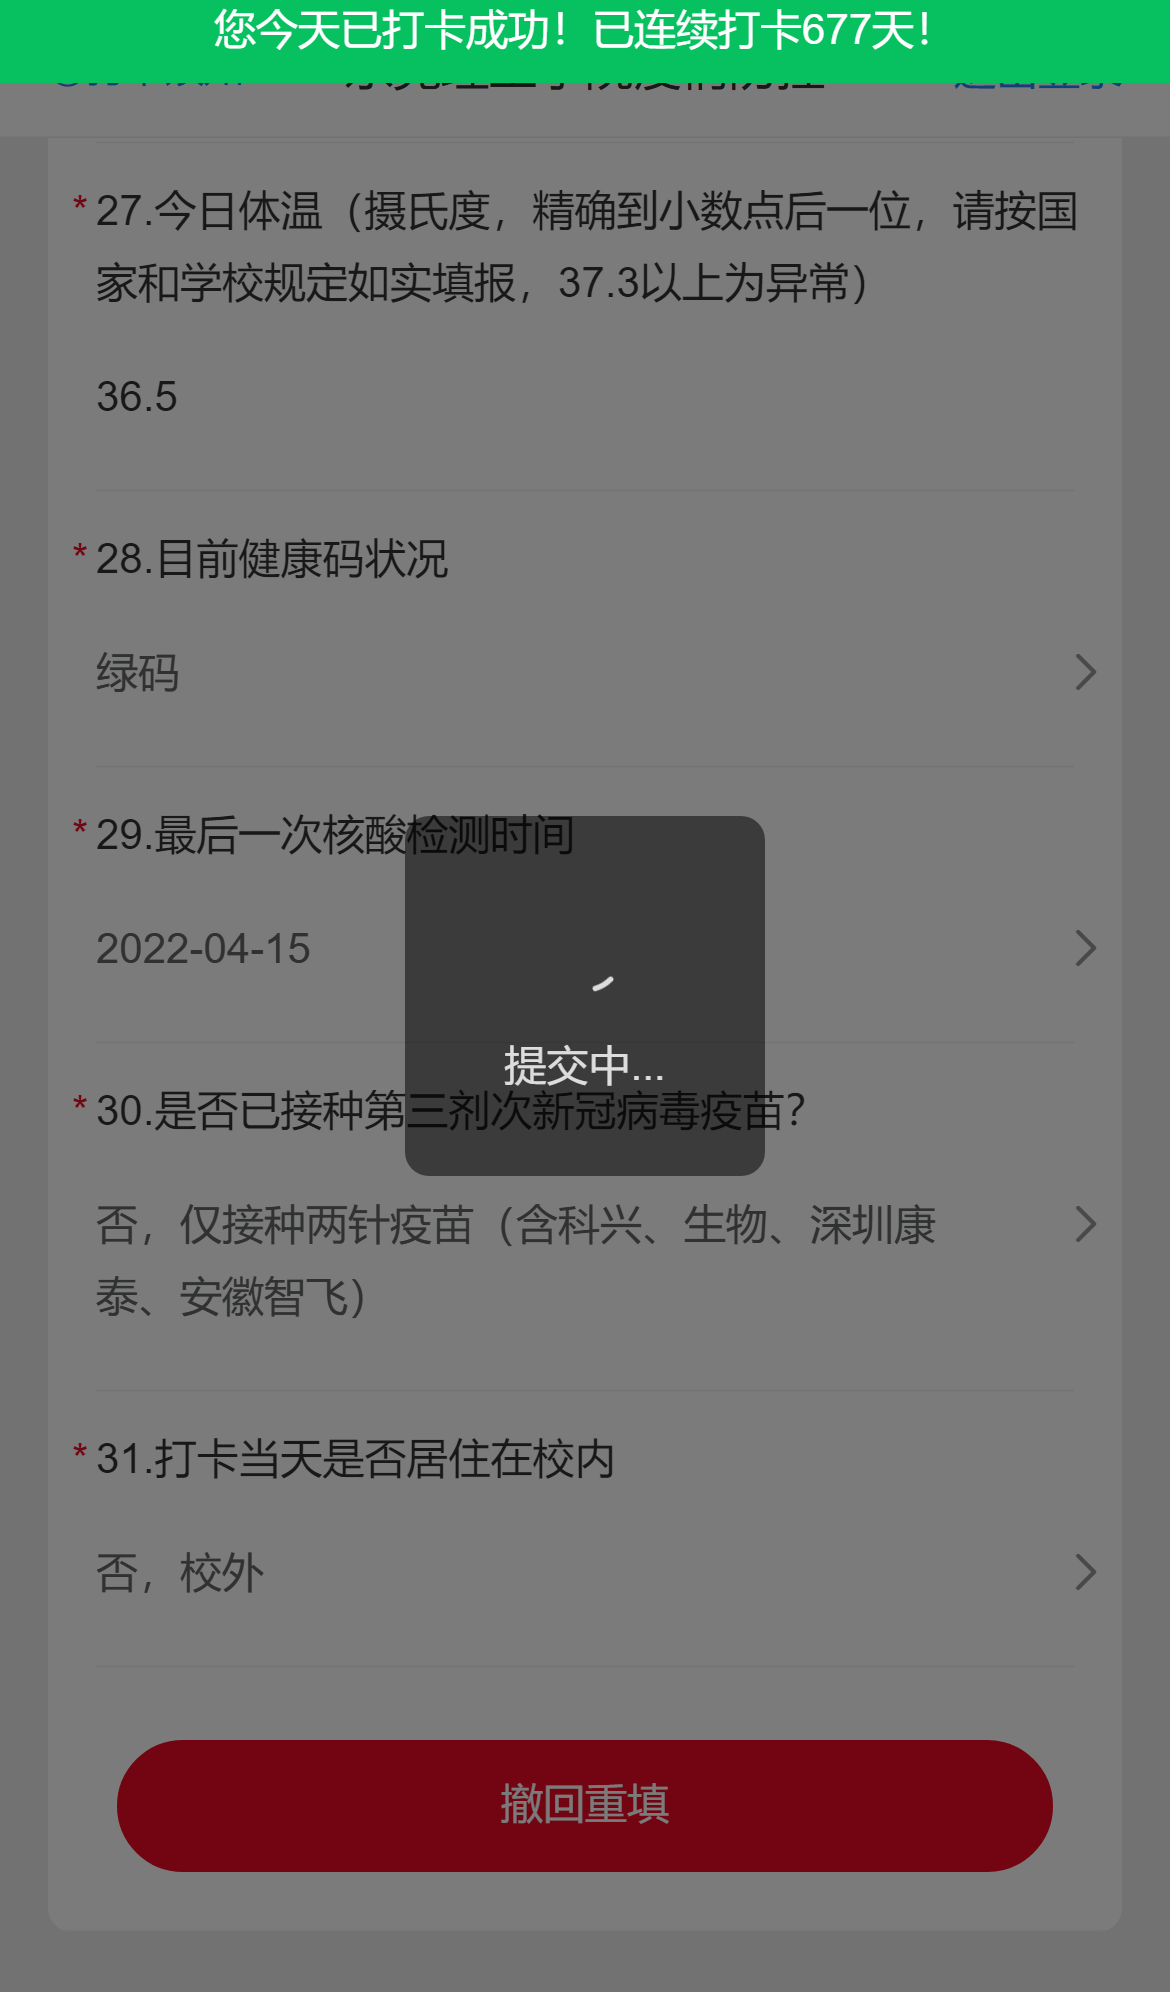 您今天已打卡成功！已连续打卡677天！
*27.今日体温（摄氏度，精确到小数点后一位，请按国
家和学校规定如实填报，37.3以上为异常）
36.5
*28.目前健康码状况
绿码
*29.最后一次核酸检测时间
2022-04-15
提交中...
*30.是否已接种第三剂次新冠病毒疫苗？
否，仅接种两针疫苗（含科兴、生物、深圳康
泰、安徽智飞）
*31.打卡当天是否居住在校内
否，校外
撤回重填